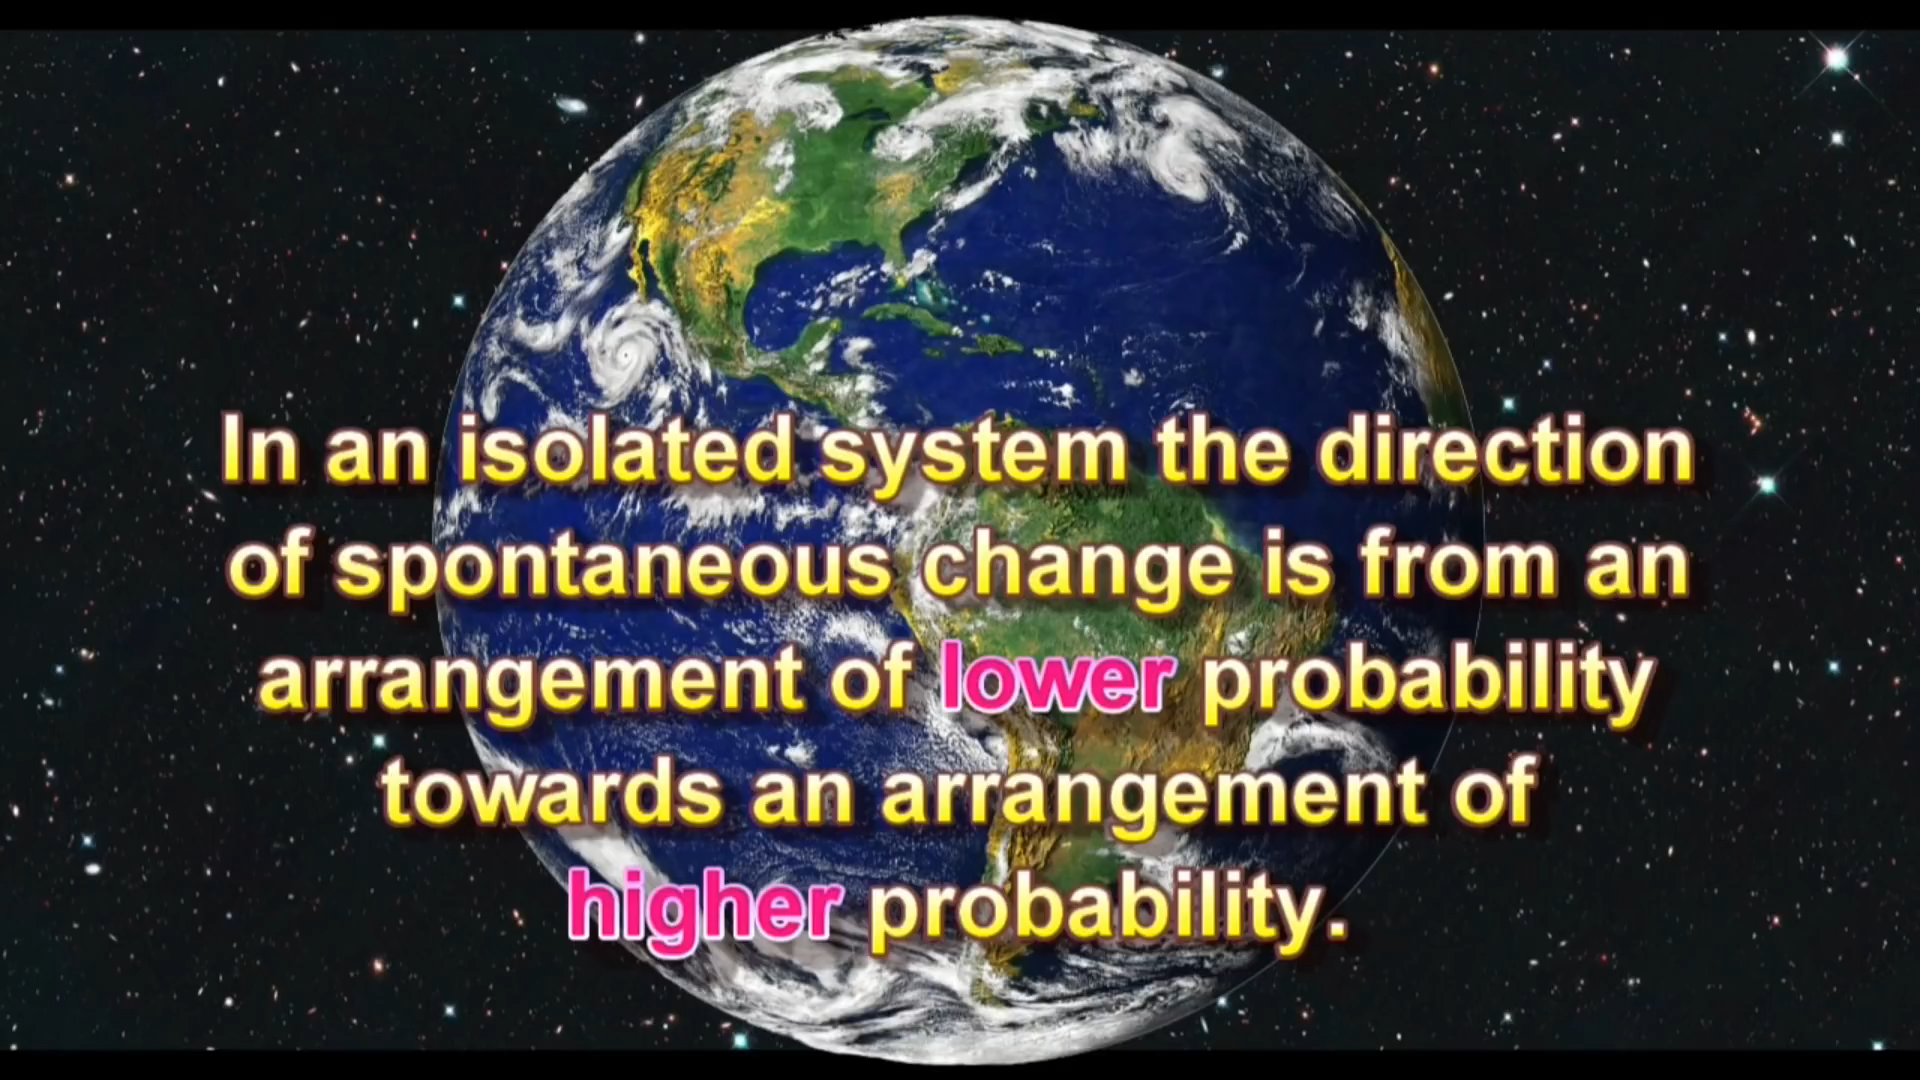 In an isolated system the direction
of spontaneous change is from an
arrangement of lower probability
towards an arrangement of
higher probability.